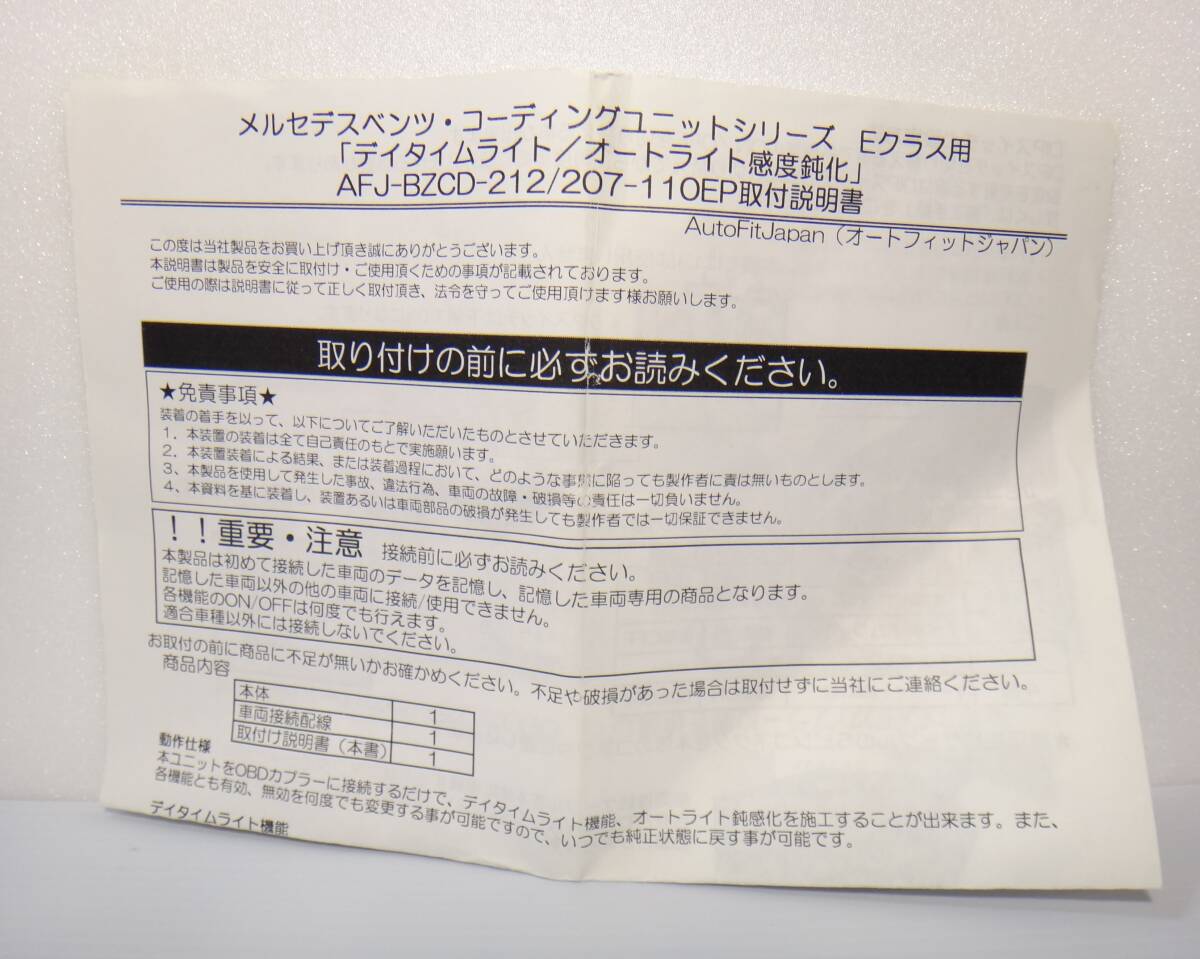 メルセデスベンツ・コーディングユニットシリーズ　Eクラス用
「デイタイムライト／オートライト感度鈍化」
AFJ-BZCD-212/207-110EP取付説明書
AutoFitJapan（オートフィットジャパン）
この度は当社製品をお買い上げ頂き誠にありがとうございます。
本説明書は製品を安全に取付け・ご使用頂くための事項が記載されております。
ご使用の際は説明書に従って正しく取付頂き、法令を守ってご使用頂けます様お願いします。
取り付けの前に必ずお読みください。
★免責事項★
装着の着手を以って、以下についてご了解いただいたものとさせていただきます。
1．本装置の装着は全て自己責任のもとで実施願います。
2．本装置装着による結果、または装着過程において、どのような事態に陥っても製作者に責は無いものとします。
3、本製品を使用して発生した事故、違法行為、車両の故障・破損等の責任は一切負いません。
4、本資料を基に装着し、装置あるいは車両部品の破損が発生しても製作者では一切保証できません。
！！重要・注意　接続前に必ずお読みください。
本製品は初めて接続した車両のデータを記憶し、記憶した車両専用の商品となります。
記憶した車両以外の他の車両に接続/使用できません。
各機能のON/OFFは何度でも行えます。
適合車種以外には接続しないでください。
お取付の前に商品に不足が無いかお確かめください。不足や破損があった場合は取付せずに当社にご連絡ください。
商品内容
本体　1
車両接続配線　1
取付け説明書（本書）　1
動作仕様
本ユニットをOBDカプラーに接続するだけで、デイタイムライト機能、オートライト鈍感化を施工することが出来ます。また、
各機能とも有効、無効を何度でも変更する事が可能ですので、いつでも純正状態に戻す事が可能です。
デイタイムライト機能